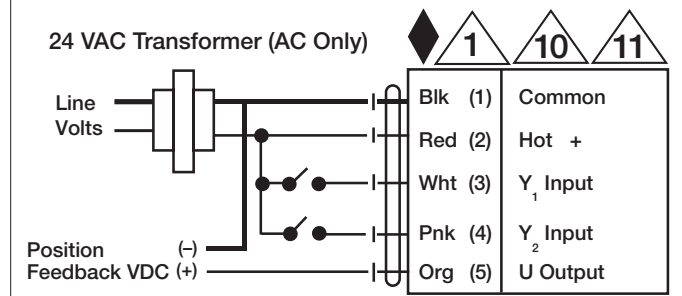 24 VAC Transformer (AC Only)
1
10
11
Line
Volts
Blk (1) Common
Red (2) Hot +
Wht (3) Y1 Input
Pnk (4) Y2 Input
Org (5) U Output
Position (–)
Feedback VDC (+)